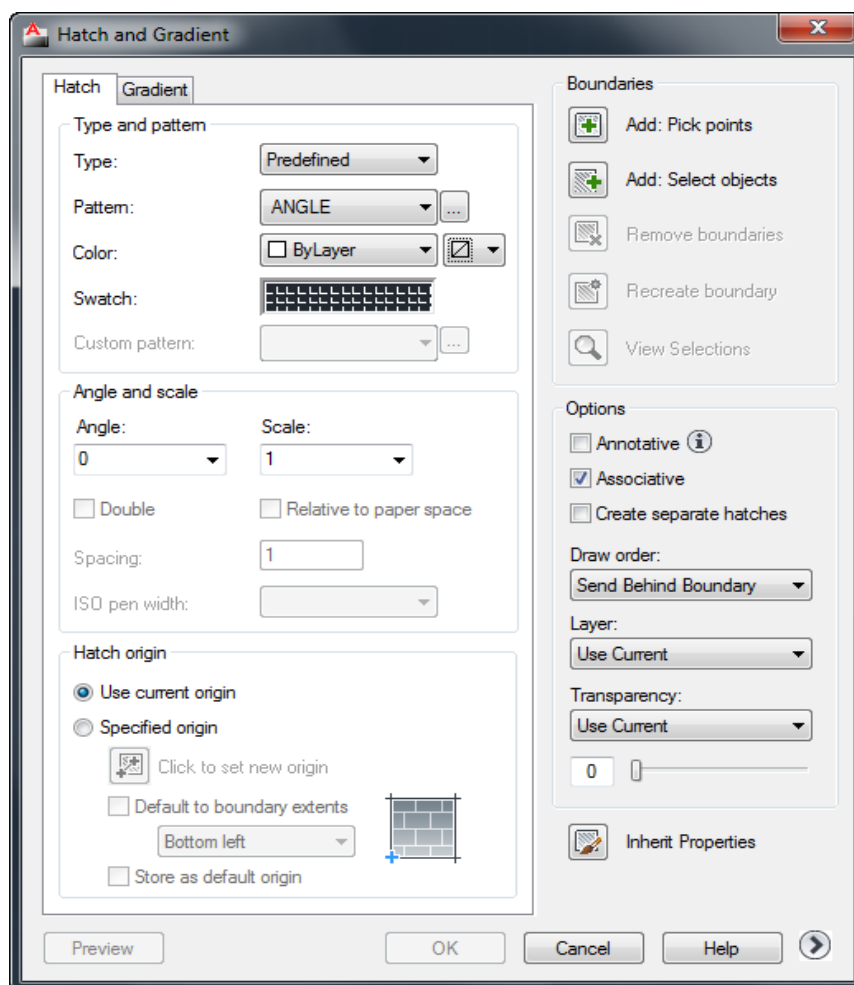 Hatch and Gradient
Hatch Gradient
Type and pattern
Type: Predefined
Pattern: ANGLE ...
Color: ByLayer
Swatch:
Custom pattern: ...
Angle and scale
Angle: Scale:
0 1
Double Relative to paper space
Spacing: 1
ISO pen width:
Hatch origin
Use current origin
Specified origin
Click to set new origin
Default to boundary extents
Bottom left
Store as default origin
Boundaries
Add: Pick points
Add: Select objects
Remove boundaries
Recreate boundary
View Selections
Options
Annotative
Associative
Create separate hatches
Draw order:
Send Behind Boundary
Layer:
Use Current
Transparency:
Use Current
0
Inherit Properties
Preview OK Cancel Help